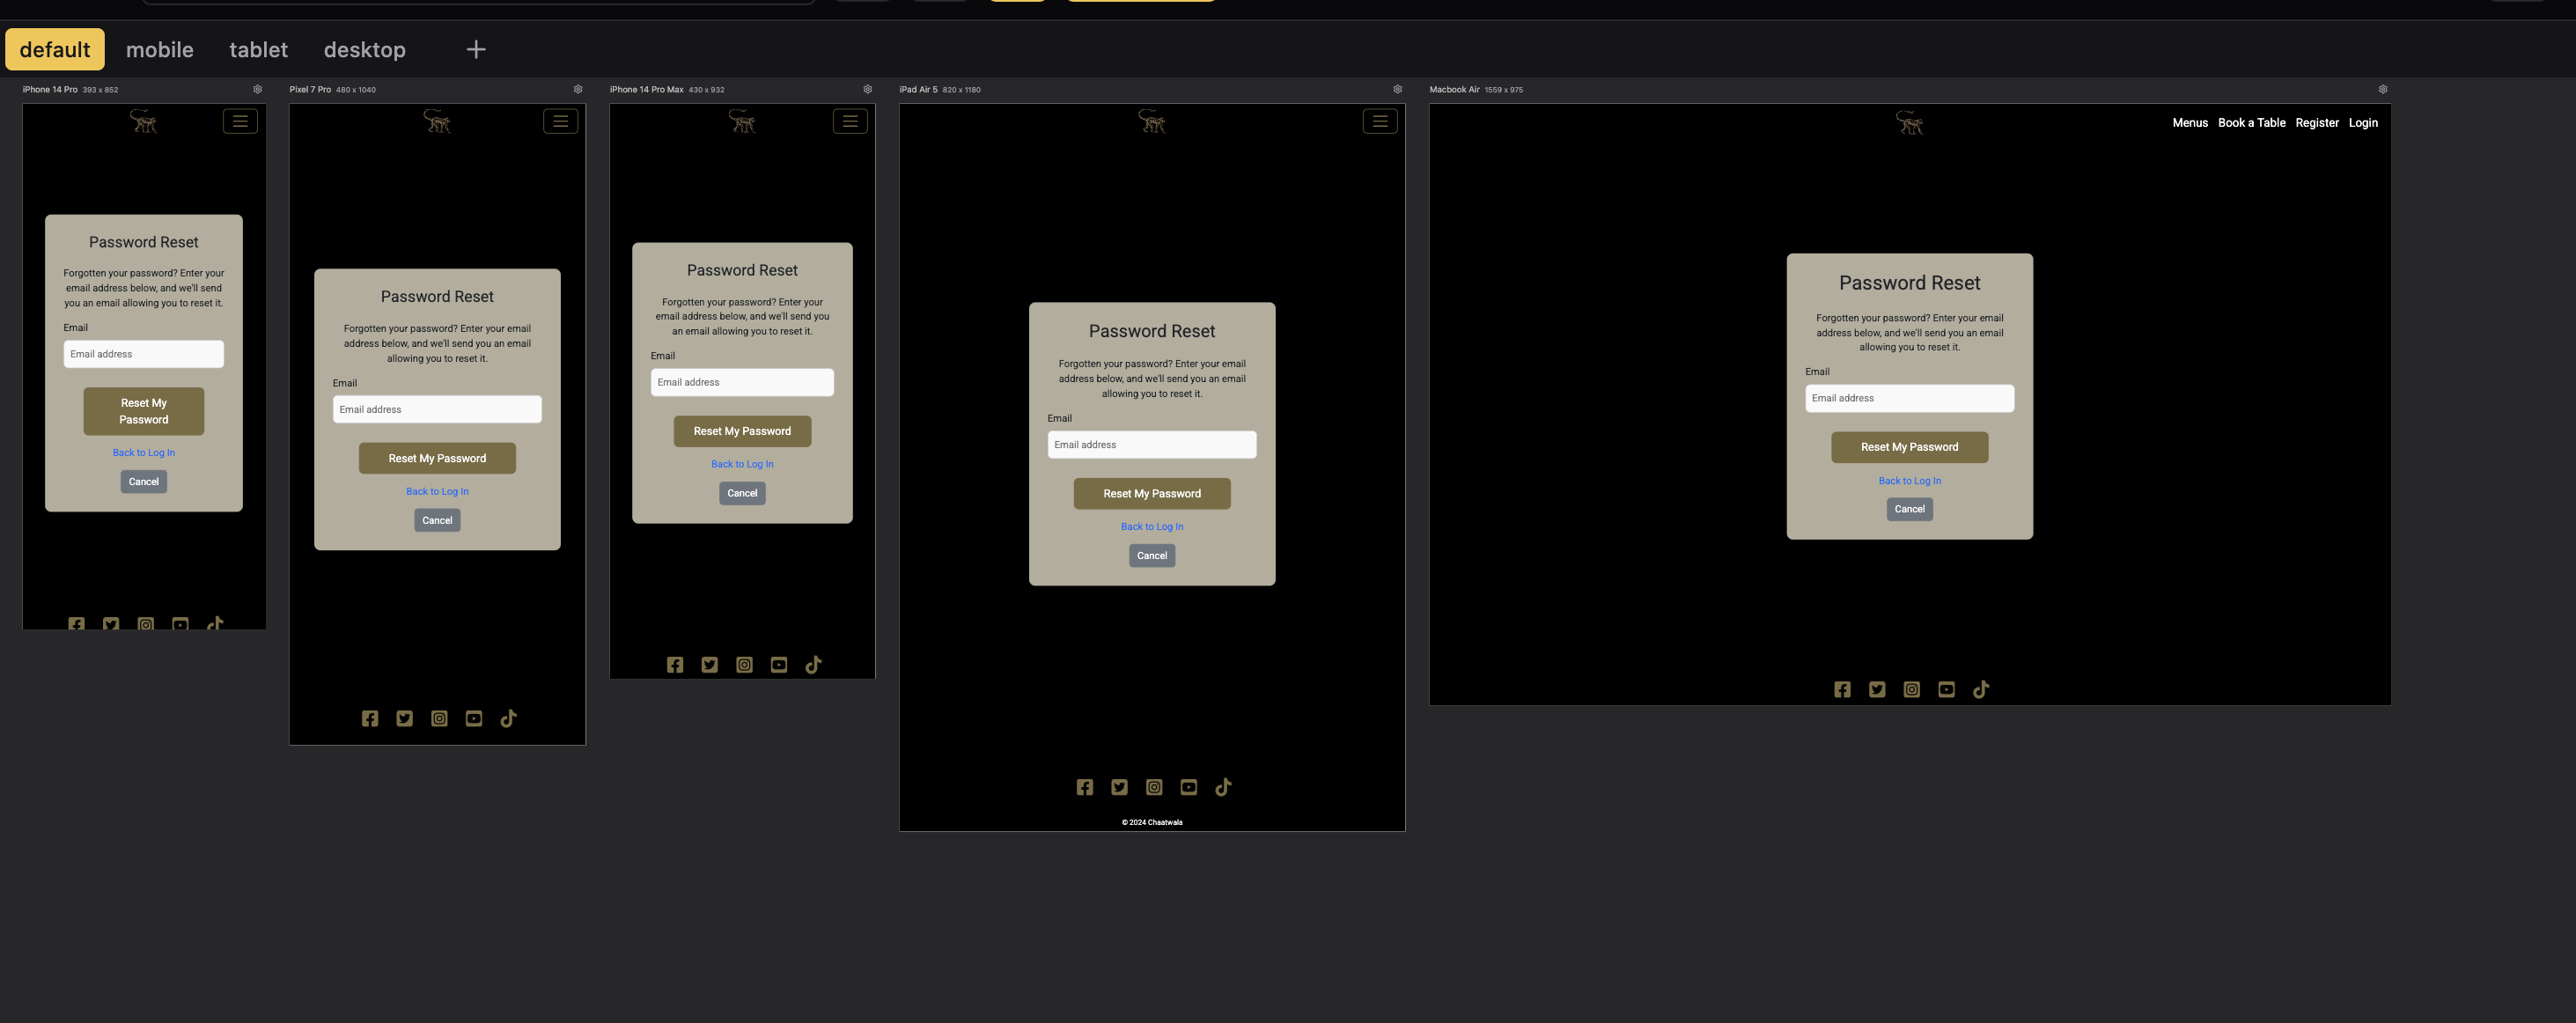 default mobile tablet desktop
iPhone 14 Pro 393 x 852
Password Reset
Forgotten your password? Enter your
email address below, and we'll send
you an email allowing you to reset it.
Email
Email address
Reset My
Password
Back to Log In
Cancel
Pixel 7 Pro 480 x 1040
Password Reset
Forgotten your password? Enter your email
address below, and we'll send you an email
allowing you to reset it.
Email
Email address
Reset My Password
Back to Log In
Cancel
iPhone 14 Pro Max 430 x 932
Password Reset
Forgotten your password? Enter your
email address below, and we'll send you
an email allowing you to reset it.
Email
Email address
Reset My Password
Back to Log In
Cancel
iPad Air 5 820 x 1180
Password Reset
Forgotten your password? Enter your email
address below, and we'll send you an email
allowing you to reset it.
Email
Email address
Reset My Password
Back to Log In
Cancel
© 2024 Chaatwala
Macbook Air 1559 x 975
Menus Book a Table Register Login
Password Reset
Forgotten your password? Enter your email
address below, and we'll send you an email
allowing you to reset it.
Email
Email address
Reset My Password
Back to Log In
Cancel